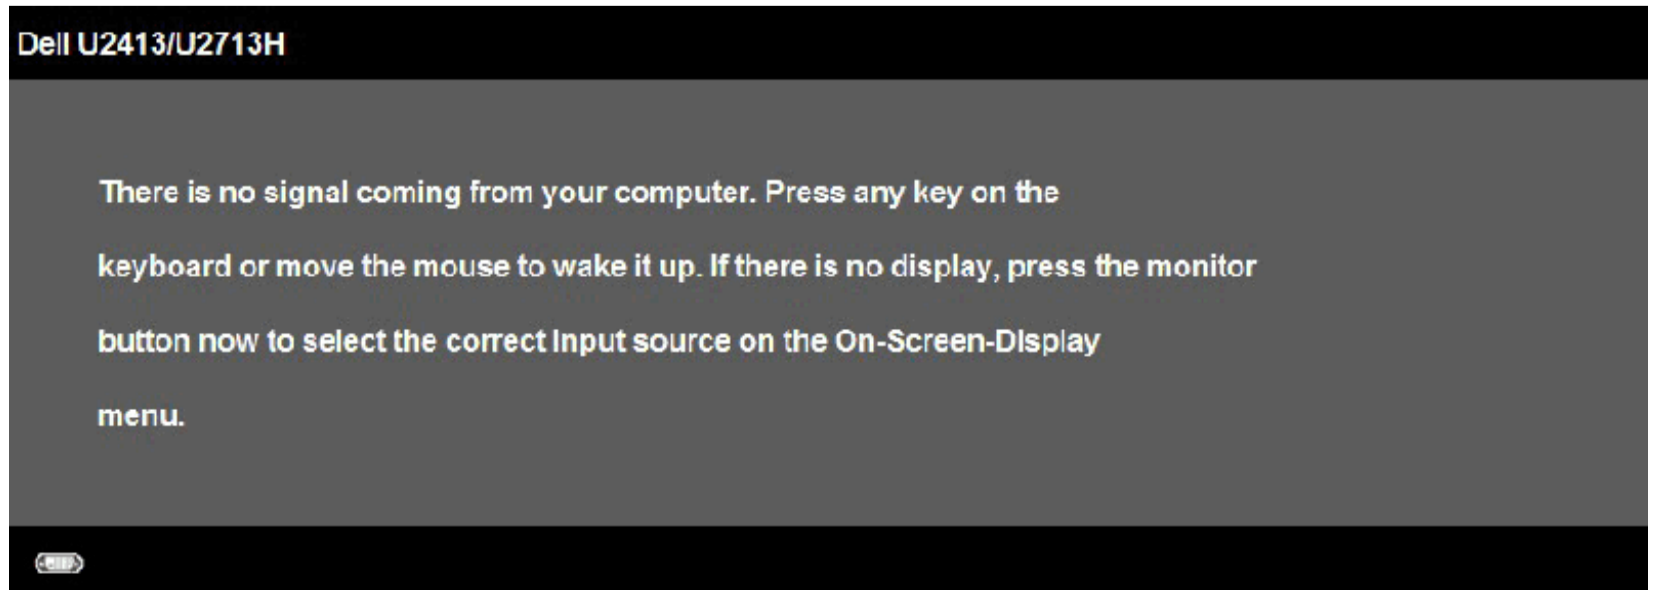 Dell U2413/U2713H
There is no signal coming from your computer. Press any key on the
keyboard or move the mouse to wake it up. If there is no display, press the monitor
button now to select the correct input source on the On-Screen-Display
menu.